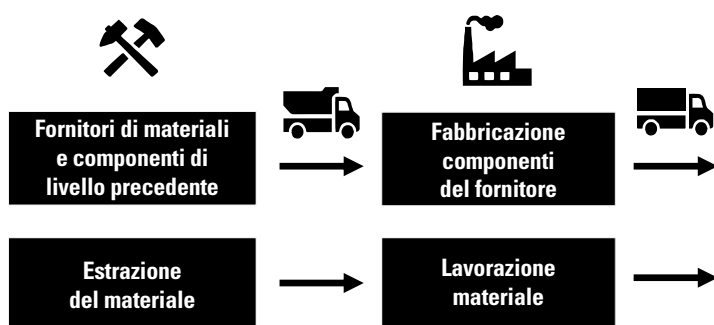 Fornitori di materiali
e componenti di
livello precedente
Fabbricazione
componenti
del fornitore
Estrazione
del materiale
Lavorazione
materiale